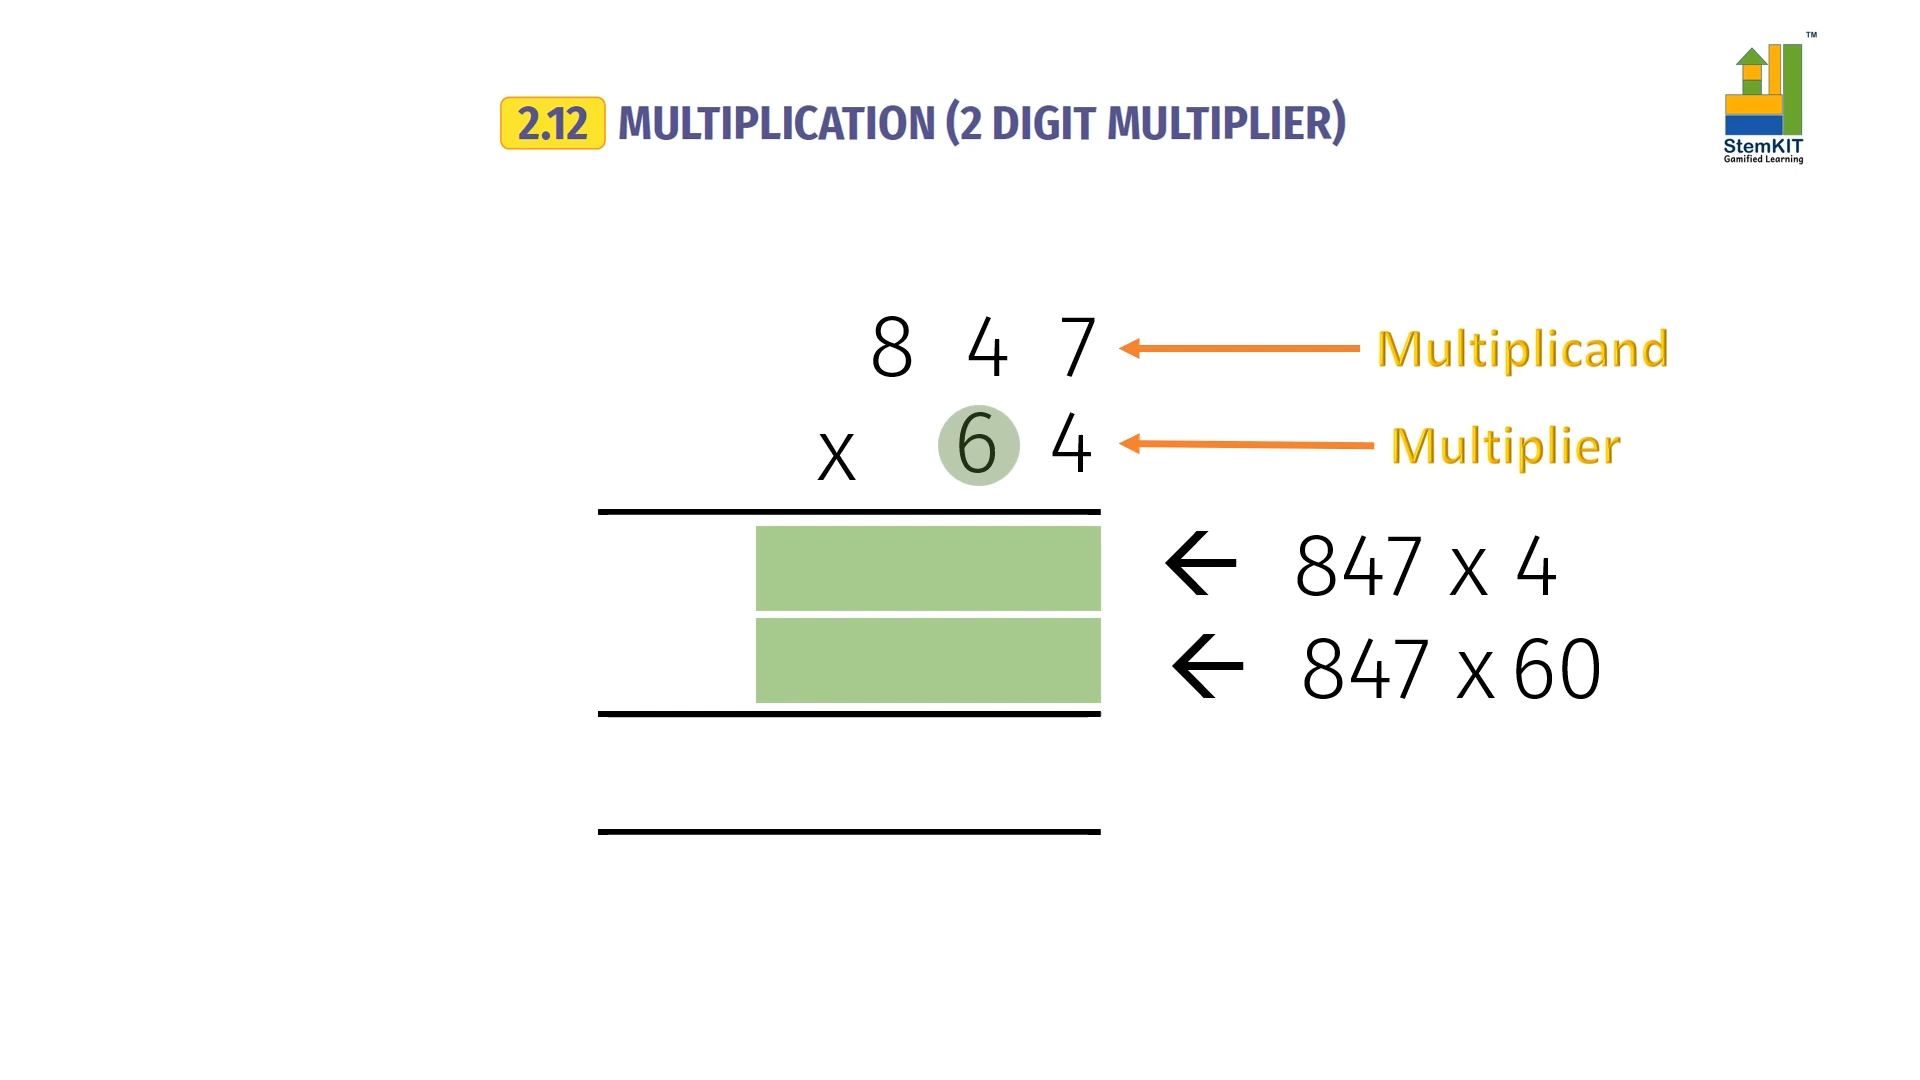 TM
StemKIT
Gamified Learning
2.12 MULTIPLICATION (2 DIGIT MULTIPLIER)
8 4 7 Multiplicand
x 6 4 Multiplier
← 847 x 4
← 847 x 60